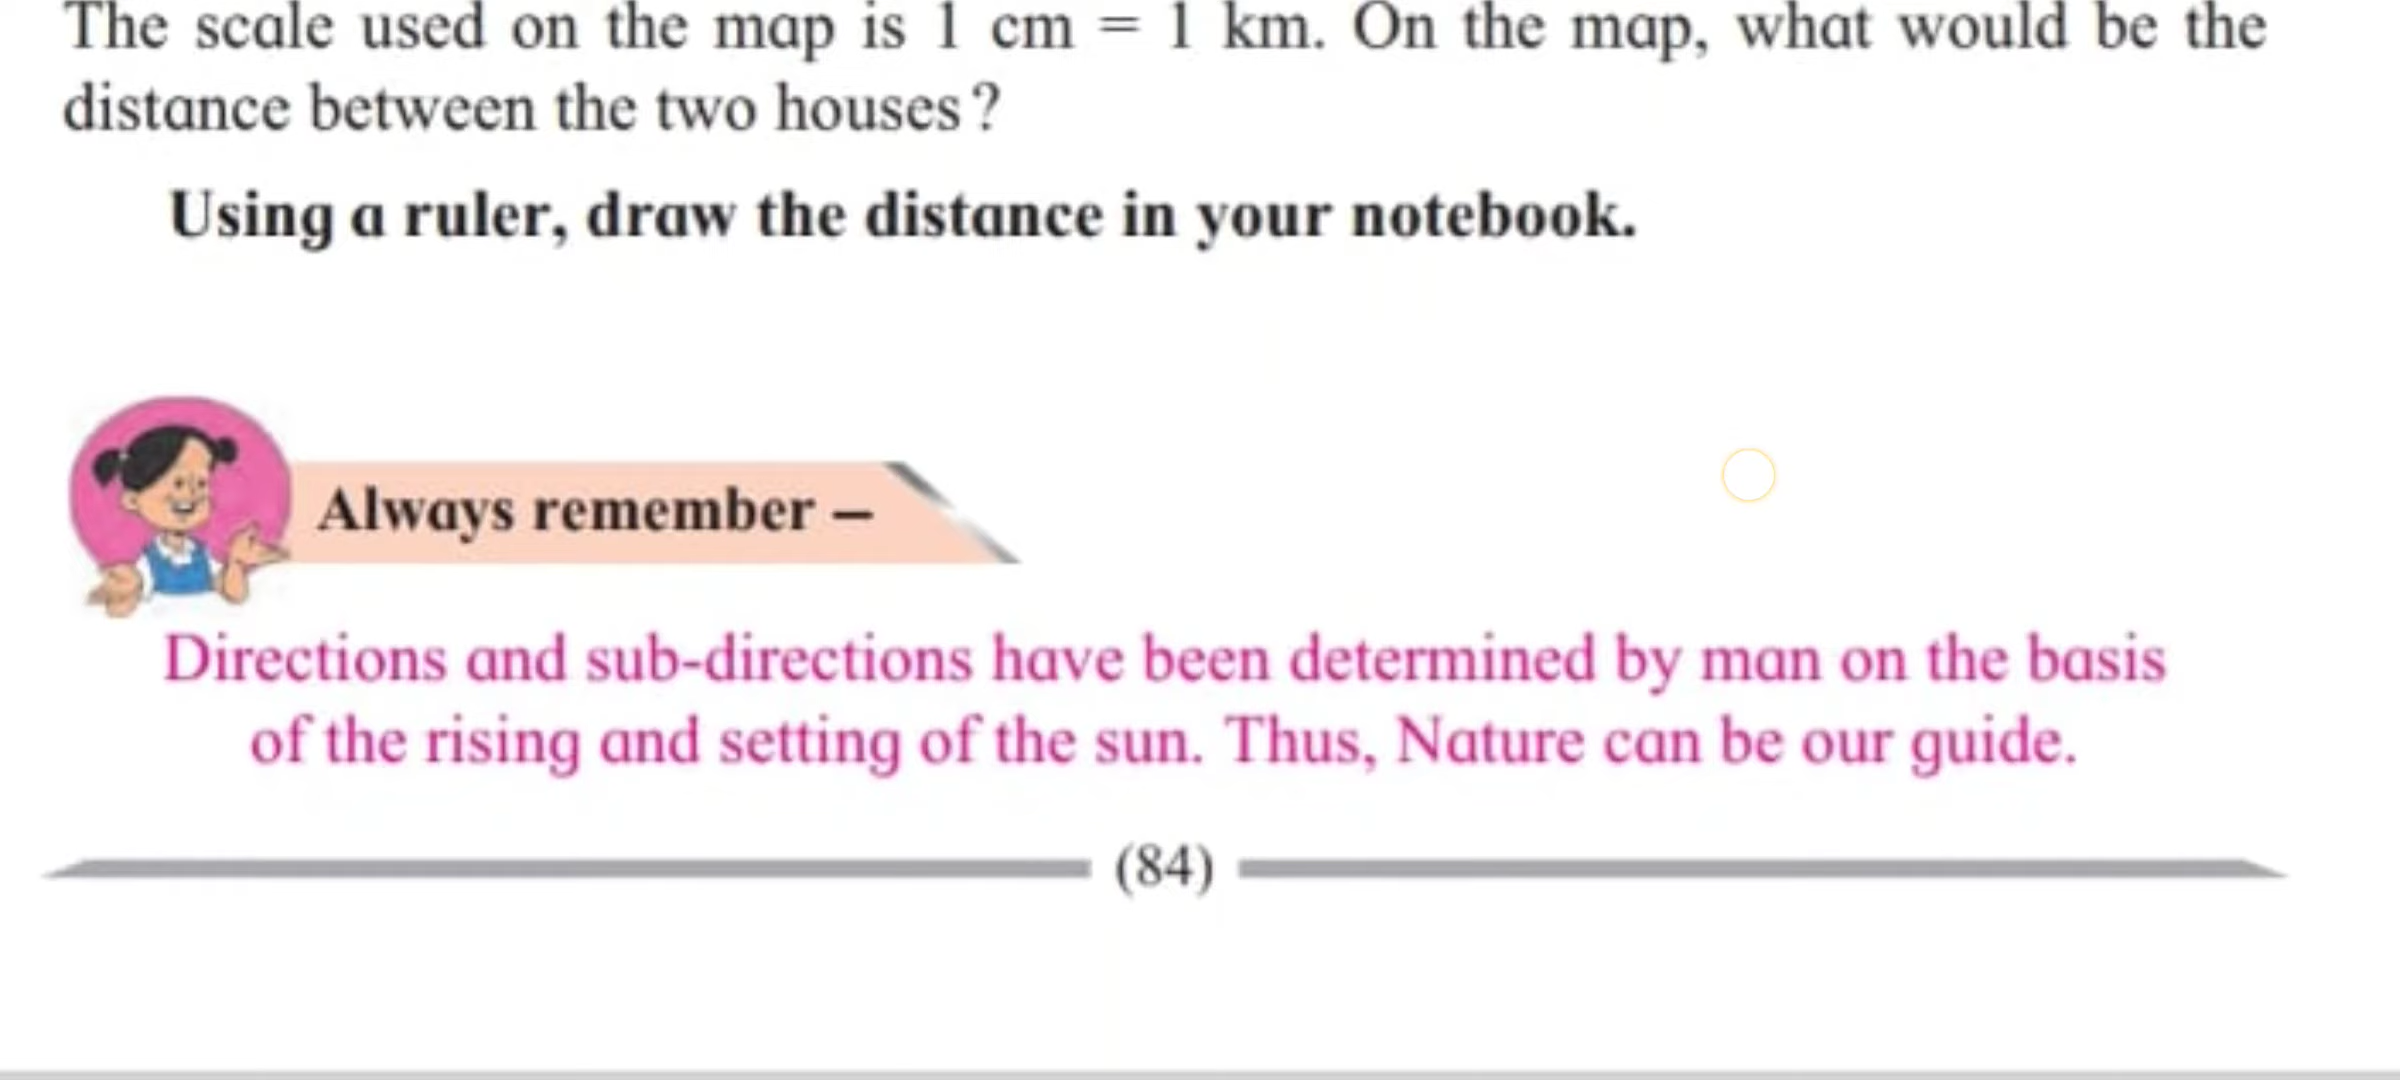 The scale used on the map is 1 cm = 1 km. On the map, what would be the
distance between the two houses?
Using a ruler, draw the distance in your notebook.
Always remember –
Directions and sub-directions have been determined by man on the basis
of the rising and setting of the sun. Thus, Nature can be our guide.
(84)